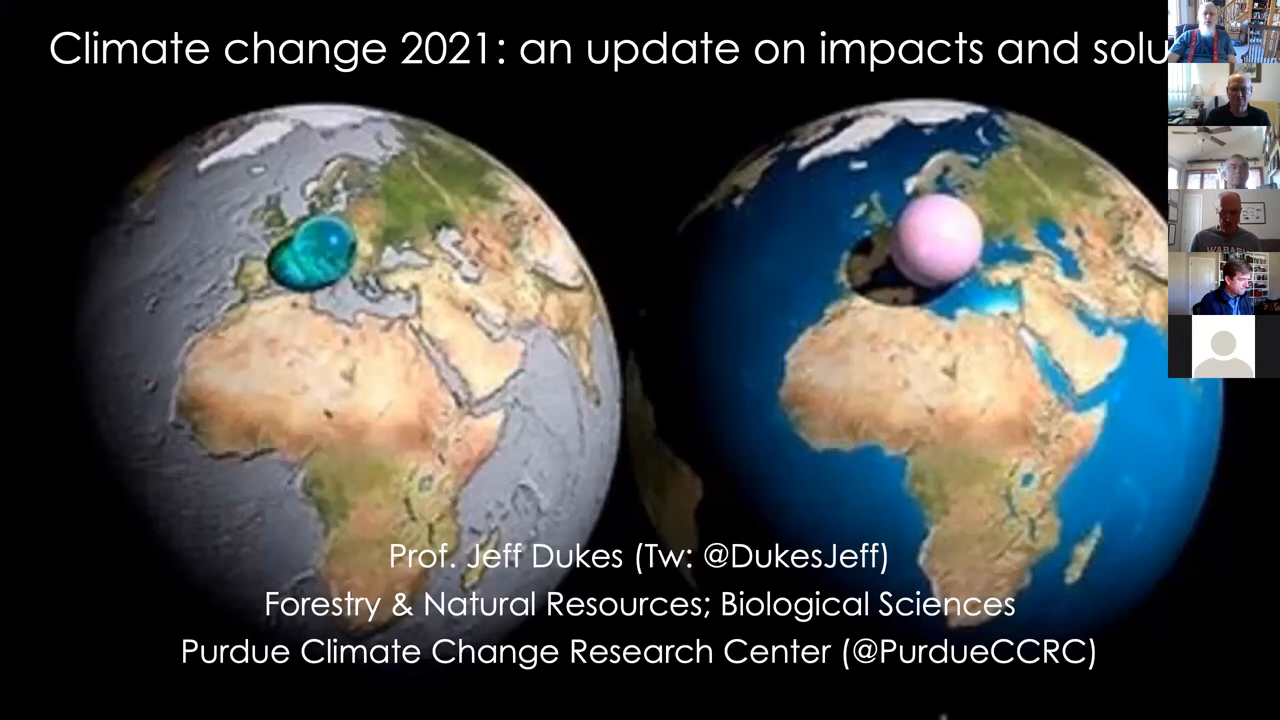 Climate change 2021: an update on impacts and solu
Prof. Jeff Dukes (Tw: @DukesJeff)
Forestry & Natural Resources; Biological Sciences
Purdue Climate Change Research Center (@PurdueCCRC)
WABASH